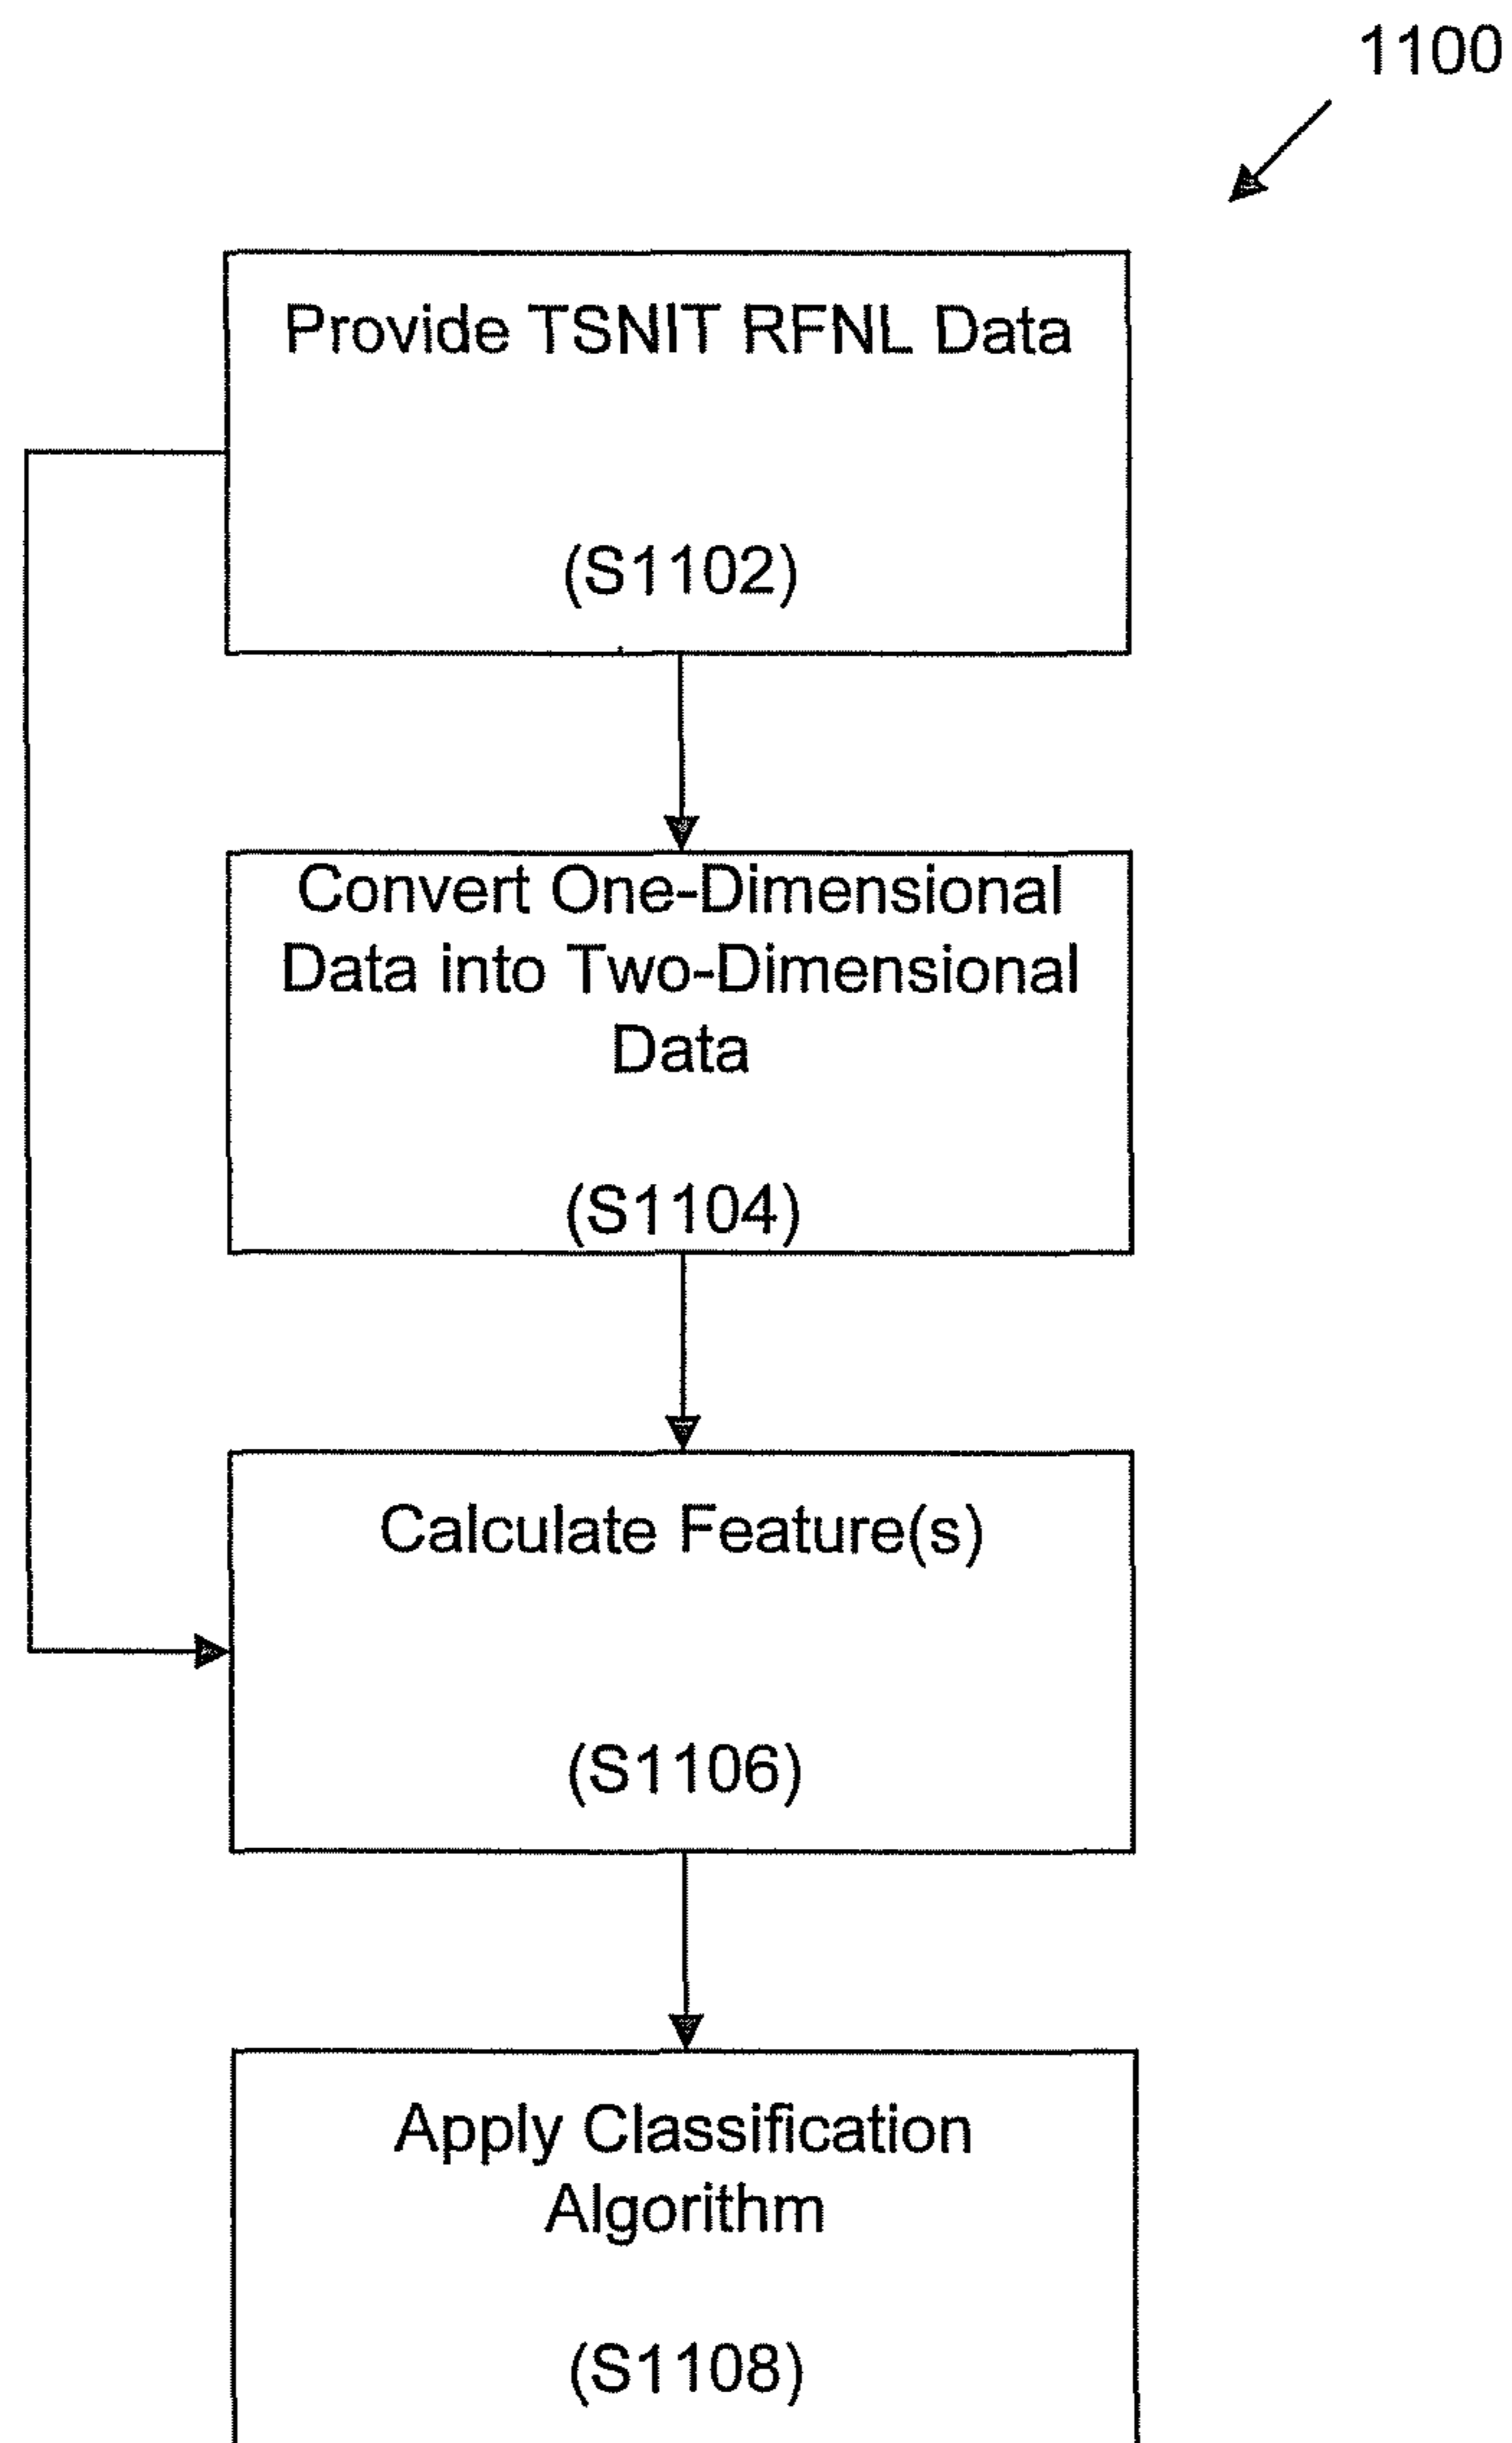 1100
Provide TSNIT RFNL Data
(S1102)
Convert One-Dimensional
Data into Two-Dimensional
Data
(S1104)
Calculate Feature(s)
(S1106)
Apply Classification
Algorithm
(S1108)